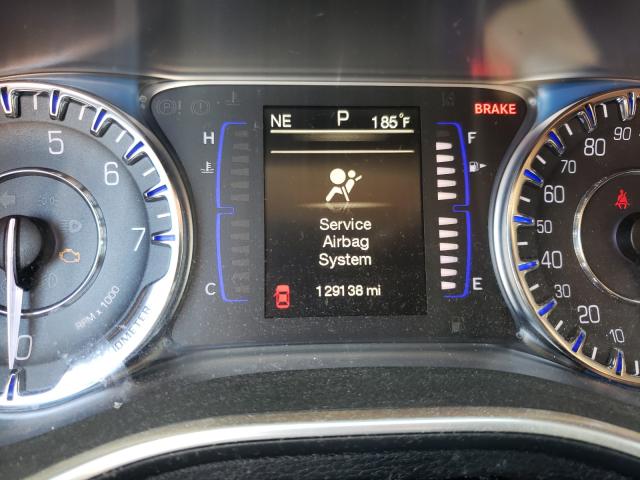 NE P 185°F
BRAKE
H
F
5
6
7
0
RPM x 1000
Service
Airbag
System
C
E
129138 mi
90
80
70
60
50
40
30
20
10